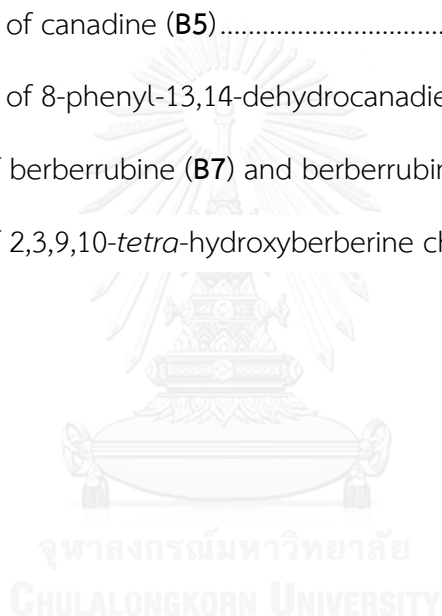 of canadine (B5)..............................
of 8-phenyl-13,14-dehydrocanadie
berberrubine (B7) and berberrubin
2,3,9,10-tetra-hydroxyberberine ch
จุฬาลงกรณ์มหาวิทยาลัย
CHULALONGKORN UNIVERSITY